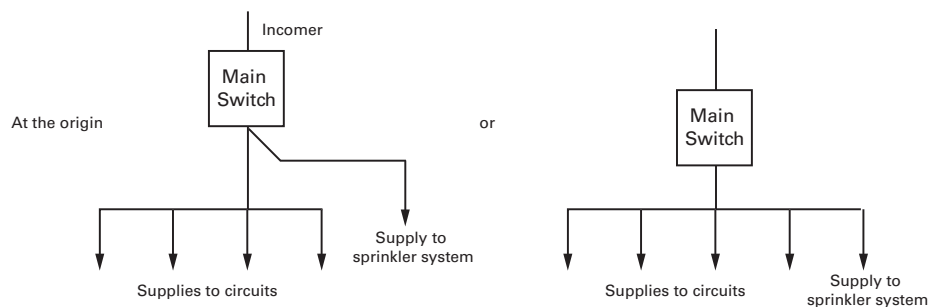 Incomer
Main
Switch
At the origin
Supply to
sprinkler system
Supplies to circuits
or
Main
Switch
Supplies to circuits
Supply to
sprinkler system